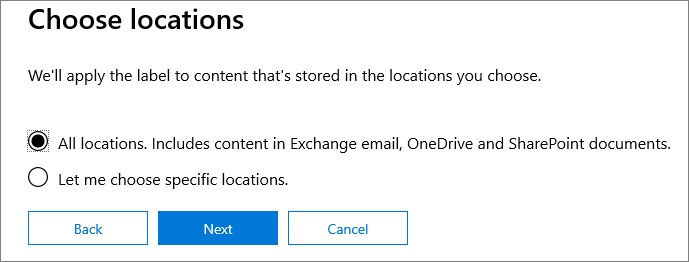 Choose locations
We'll apply the label to content that's stored in the locations you choose.
All locations. Includes content in Exchange email, OneDrive and SharePoint documents.
Let me choose specific locations.
Back Next Cancel